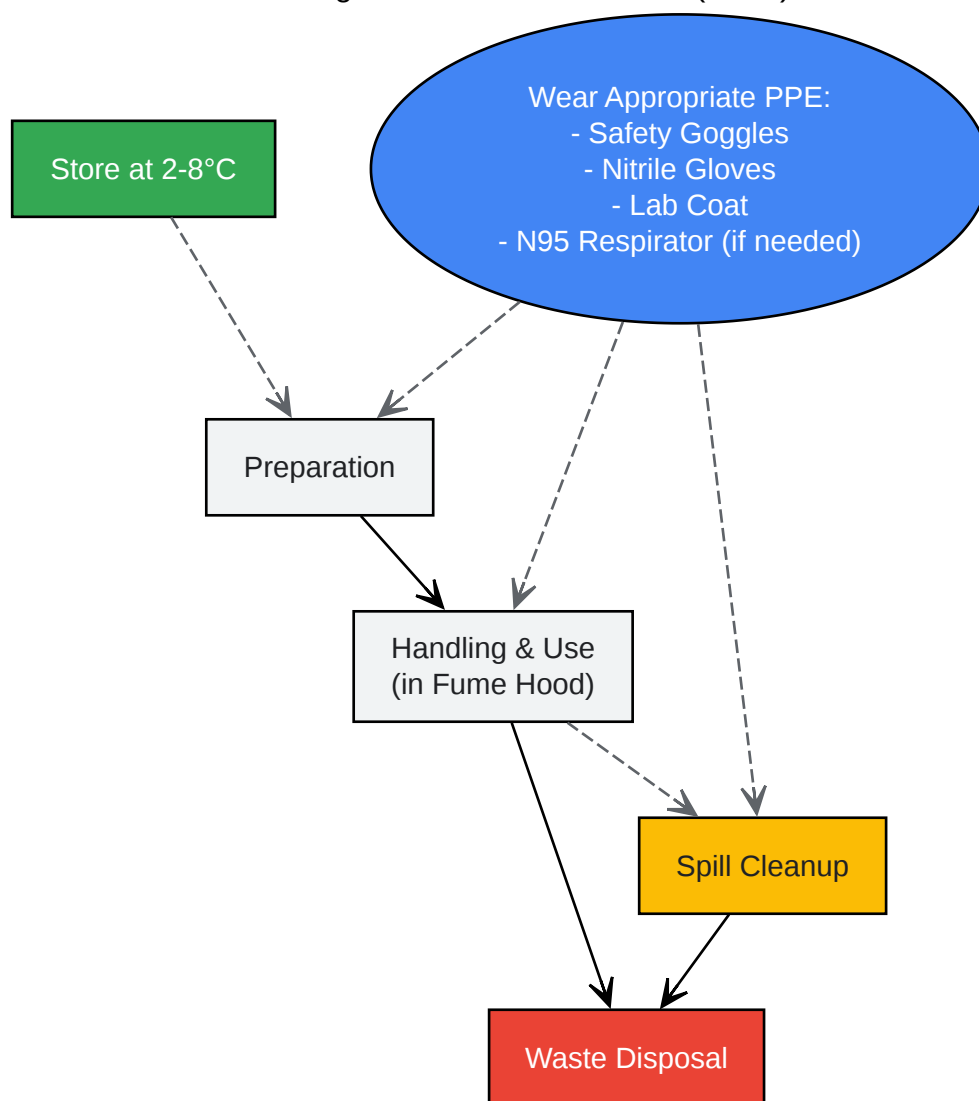 Wear Appropriate PPE:
- Safety Goggles
- Nitrile Gloves
- Lab Coat
- N95 Respirator (if needed)
Store at 2-8°C
Preparation
Handling & Use
(in Fume Hood)
Spill Cleanup
Waste Disposal